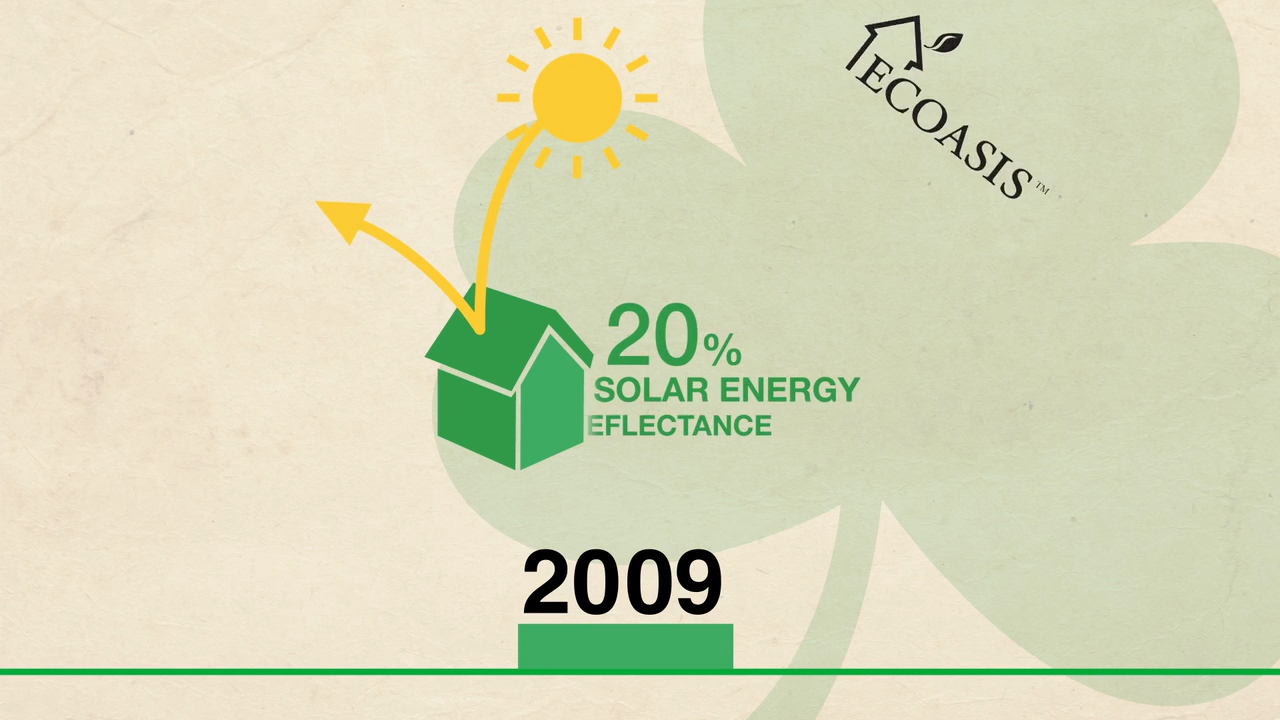 ECOASIS™
20%
SOLAR ENERGY
EFLECTANCE
2009